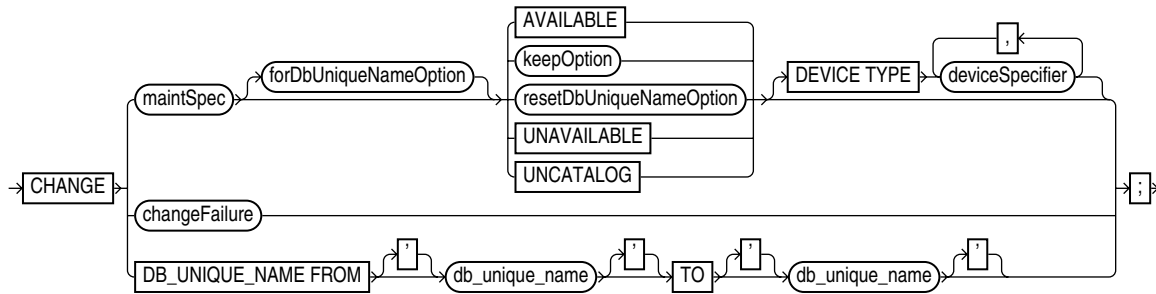 AVAILABLE
forDbUniqueNameOption keepOption DEVICE TYPE , deviceSpecifier
maintSpec resetDbUniqueNameOption
UNAVAILABLE
CHANGE UNCATALOG ;
changeFailure
DB_UNIQUE_NAME FROM ' db_unique_name ' TO ' db_unique_name '